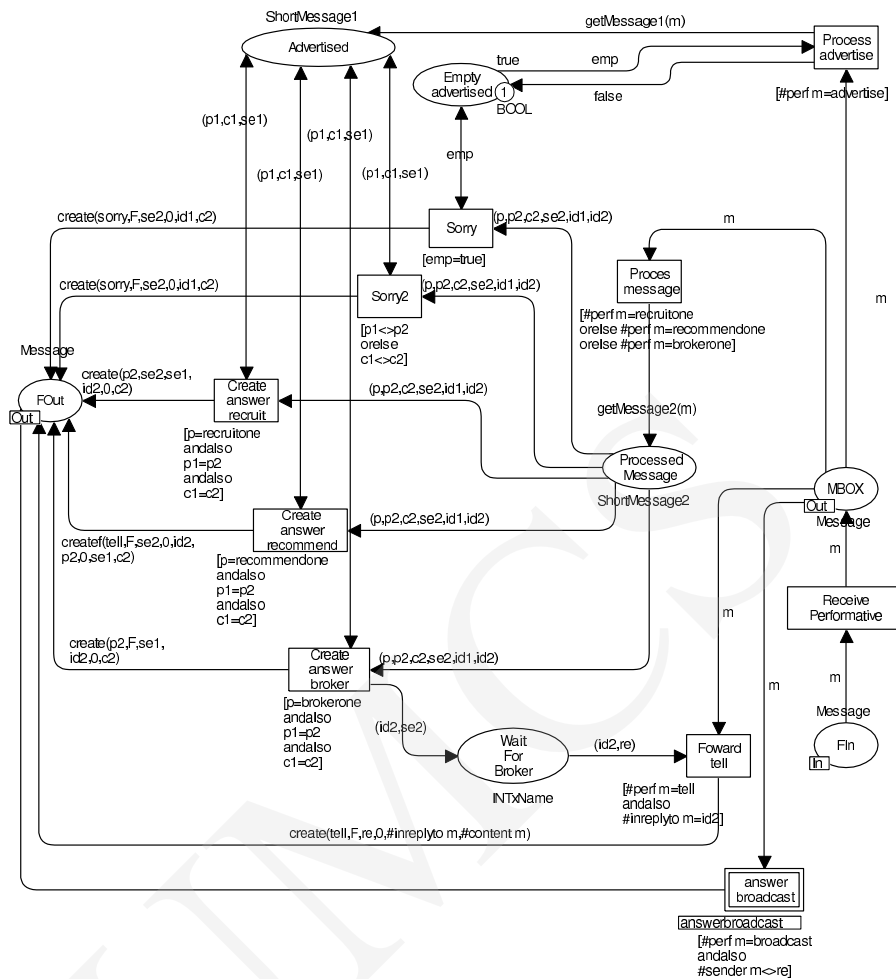 ShortMessage1
Advertised
getMessage1(m)
Process
advertise
[#perf m=advertise]
true
emp
Empty
advertised
1
BOOL
false
(p1,c1,se1)
(p1,c1,se1)
(p1,c1,se1)
(p1,c1,se1)
emp
create(sorry,F,se2,0,id1,c2)
Sorry
(p,p2,c2,se2,id1,id2)
[emp=true]
m
m
create(sorry,F,se2,0,id1,c2)
Sorry2
(p,p2,c2,se2,id1,id2)
[p1<>p2
orelse
c1<>c2]
Proces
message
[#perf m=recruitone
orelse #perf m=recommendone
orelse #perf m=brokerone]
Message
FOut
Out
create(p2,se2,se1,
id2,0,c2)
Create
answer
recruit
(p,p2,c2,se2,id1,id2)
[p=recruitone
andalso
p1=p2
andalso
c1=c2]
getMessage2(m)
Processed
Message
ShortMessage2
MBOX
Out
Message
createf(tell,F,se2,0,id2,
p2,0,se1,c2)
Create
answer
recommend
(p,p2,c2,se2,id1,id2)
[p=recommendone
andalso
p1=p2
andalso
c1=c2]
m
Receive
Performative
m
m
m
create(p2,F,se1,
id2,0,c2)
Create
answer
broker
(p,p2,c2,se2,id1,id2)
[p=brokerone
andalso
p1=p2
andalso
c1=c2]
(id2,se2)
Wait
For
Broker
INTxName
(id2,re)
Foward
tell
[#perf m=tell
andalso
#inreplyto m=id2]
Message
FIn
In
create(tell,F,re,0,#inreplyto m,#content m)
answer
broadcast
answerbroadcast
[#perf m=broadcast
andalso
#sender m<>re]
UMCS